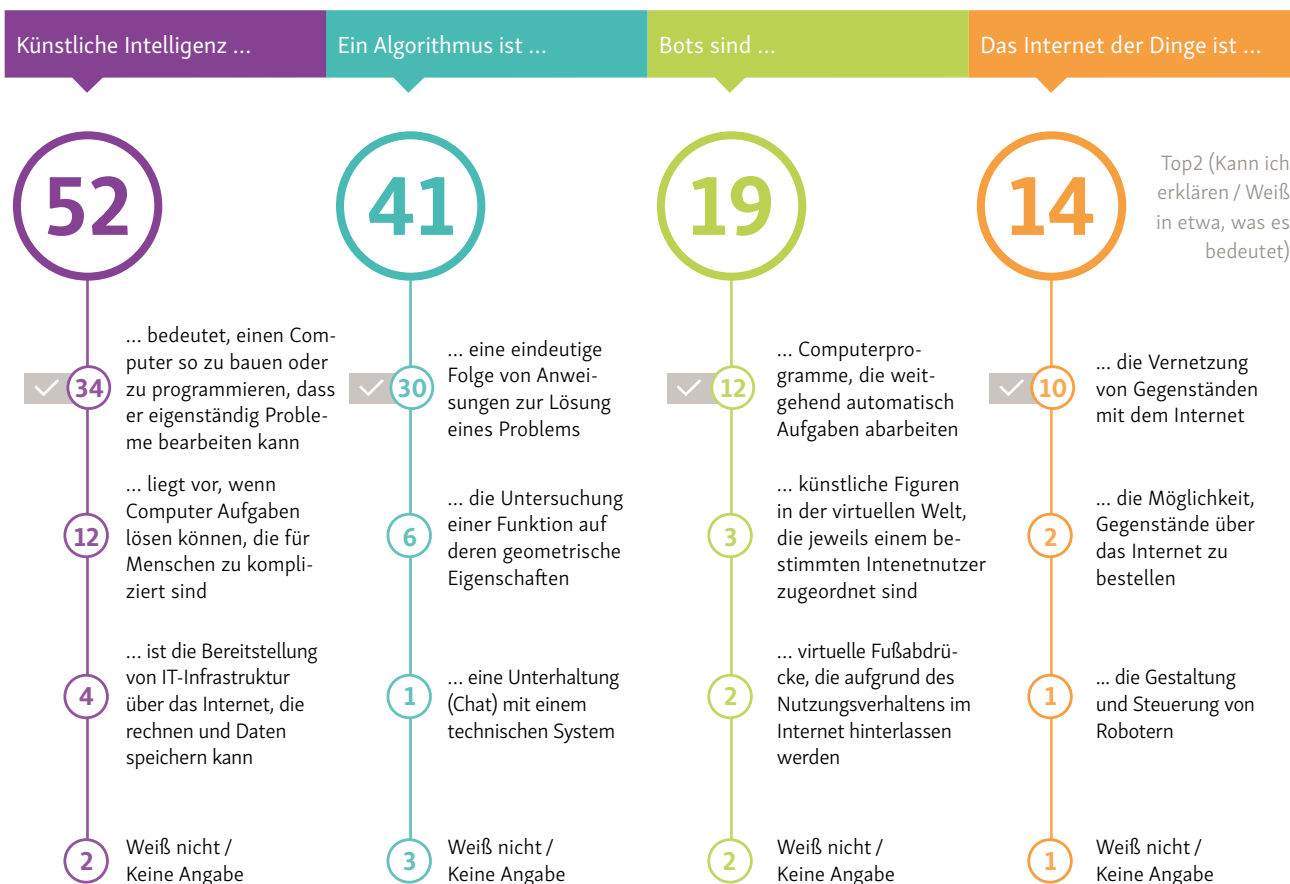 Künstliche Intelligenz ...
52
34
... bedeutet, einen Com-
puter so zu bauen oder
zu programmieren, dass
er eigenständig Proble-
me bearbeiten kann
12
... liegt vor, wenn
Computer Aufgaben
lösen können, die für
Menschen zu kompli-
ziert sind
4
... ist die Bereitstellung
von IT-Infrastruktur
über das Internet, die
rechnen und Daten
speichern kann
2
Weiß nicht /
Keine Angabe
Ein Algorithmus ist ...
41
30
... eine eindeutige
Folge von Anwei-
sungen zur Lösung
eines Problems
6
... die Untersuchung
einer Funktion auf
deren geometrische
Eigenschaften
1
... eine Unterhaltung
(Chat) mit einem
technischen System
3
Weiß nicht /
Keine Angabe
Bots sind ...
19
12
... Computerpro-
gramme, die weit-
gehend automatisch
Aufgaben abarbeiten
3
... künstliche Figuren
in der virtuellen Welt,
die jeweils einem be-
stimmten Intenetnutzer
zugeordnet sind
2
... virtuelle Fußabdrü-
cke, die aufgrund des
Nutzungsverhaltens im
Internet hinterlassen
werden
2
Weiß nicht /
Keine Angabe
Das Internet der Dinge ist ...
14
Top2 (Kann ich
erklären / Weiß
in etwa, was es
bedeutet)
10
... die Vernetzung
von Gegenständen
mit dem Internet
2
... die Möglichkeit,
Gegenstände über
das Internet zu
bestellen
1
... die Gestaltung
und Steuerung von
Robotern
1
Weiß nicht /
Keine Angabe